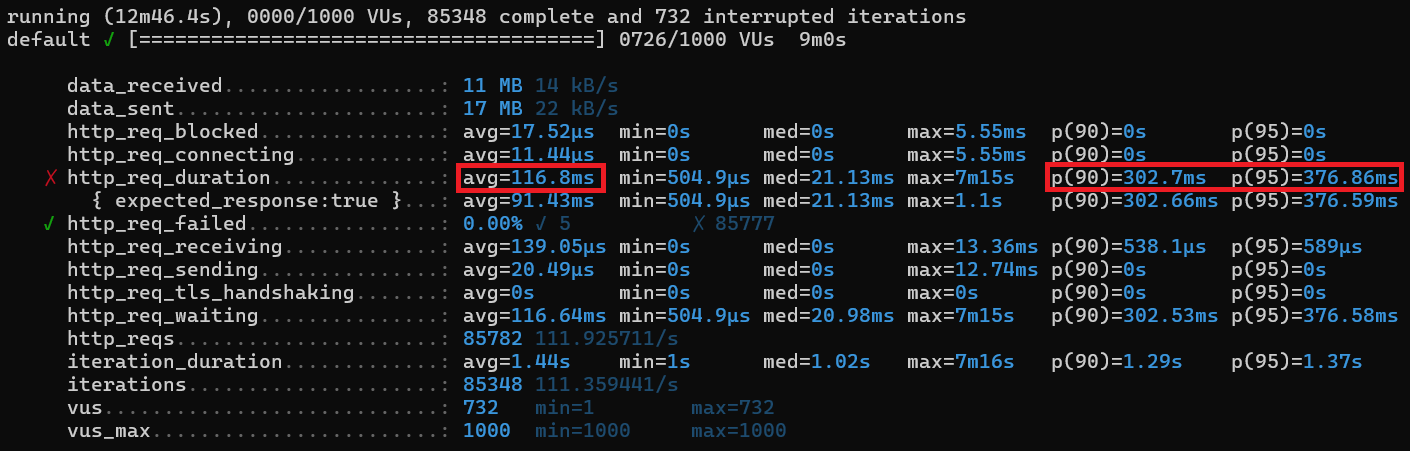 running (12m46.4s), 0000/1000 VUs, 85348 complete and 732 interrupted iterations
default ✓ [======================================] 0726/1000 VUs  9m0s
data_received..................: 11 MB 14 kB/s
data_sent......................: 17 MB 22 kB/s
http_req_blocked...............: avg=17.52µs  min=0s      med=0s      max=5.55ms  p(90)=0s       p(95)=0s
http_req_connecting............: avg=11.44µs  min=0s      med=0s      max=5.55ms  p(90)=0s       p(95)=0s
✗ http_req_duration..............: avg=116.8ms  min=504.9µs med=21.13ms max=7m15s   p(90)=302.7ms  p(95)=376.86ms
{ expected_response:true }...: avg=91.43ms  min=504.9µs med=21.13ms max=1.1s    p(90)=302.66ms p(95)=376.59ms
✓ http_req_failed................: 0.00% ✓ 5          ✗ 85777
http_req_receiving.............: avg=139.05µs min=0s      med=0s      max=13.36ms p(90)=538.1µs  p(95)=589µs
http_req_sending...............: avg=20.49µs  min=0s      med=0s      max=12.74ms p(90)=0s       p(95)=0s
http_req_tls_handshaking.......: avg=0s       min=0s      med=0s      max=0s      p(90)=0s       p(95)=0s
http_req_waiting...............: avg=116.64ms min=504.9µs med=20.98ms max=7m15s   p(90)=302.53ms p(95)=376.58ms
http_reqs......................: 85782 111.925711/s
iteration_duration.............: avg=1.44s    min=1s      med=1.02s   max=7m16s   p(90)=1.29s    p(95)=1.37s
iterations.....................: 85348 111.359441/s
vus............................: 732   min=1        max=732
vus_max........................: 1000  min=1000     max=1000